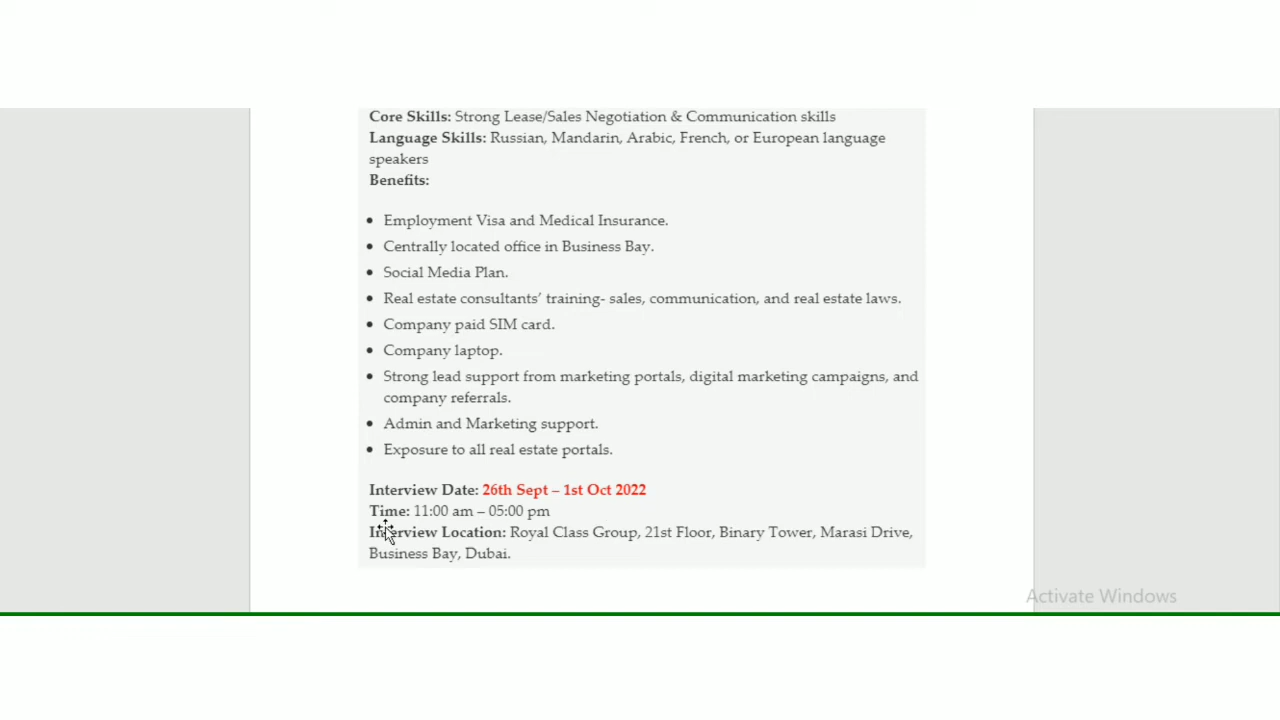 Core Skills: Strong Lease/Sales Negotiation & Communication skills
Language Skills: Russian, Mandarin, Arabic, French, or European language
speakers
Benefits:
• Employment Visa and Medical Insurance.
• Centrally located office in Business Bay.
• Social Media Plan.
• Real estate consultants’ training- sales, communication, and real estate laws.
• Company paid SIM card.
• Company laptop.
• Strong lead support from marketing portals, digital marketing campaigns, and
company referrals.
• Admin and Marketing support.
• Exposure to all real estate portals.
Interview Date: 26th Sept – 1st Oct 2022
Time: 11:00 am – 05:00 pm
Interview Location: Royal Class Group, 21st Floor, Binary Tower, Marasi Drive,
Business Bay, Dubai.
Activate Windows